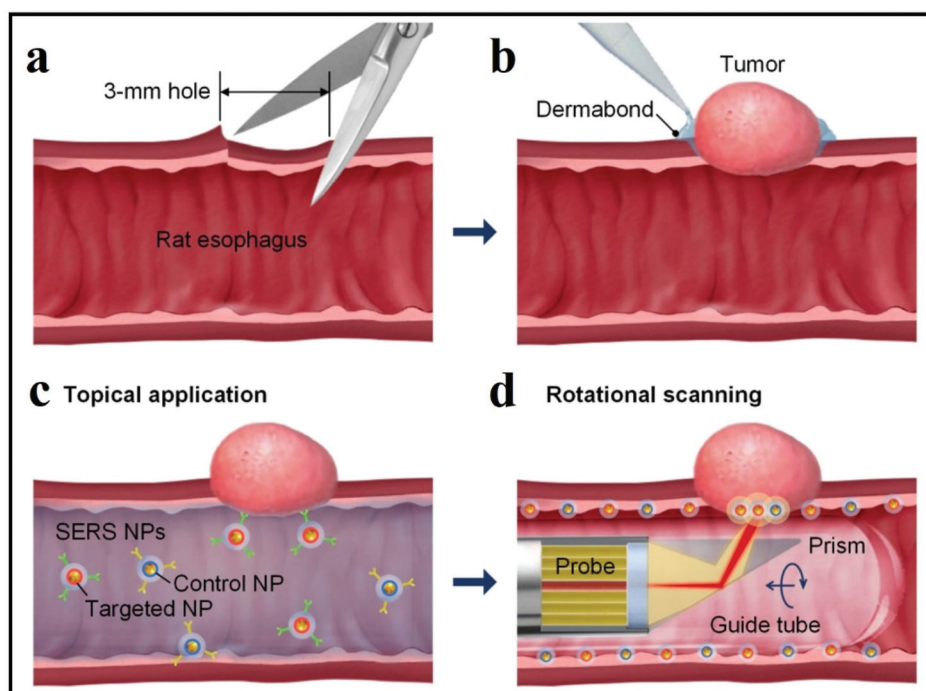 a
3-mm hole
Rat esophagus
b
Tumor
Dermabond
c Topical application
SERS NPs
Control NP
Targeted NP
d Rotational scanning
Probe
Prism
Guide tube